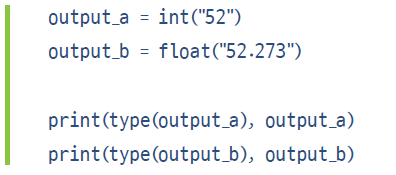 output_a = int("52")
output_b = float("52.273")
print(type(output_a), output_a)
print(type(output_b), output_b)